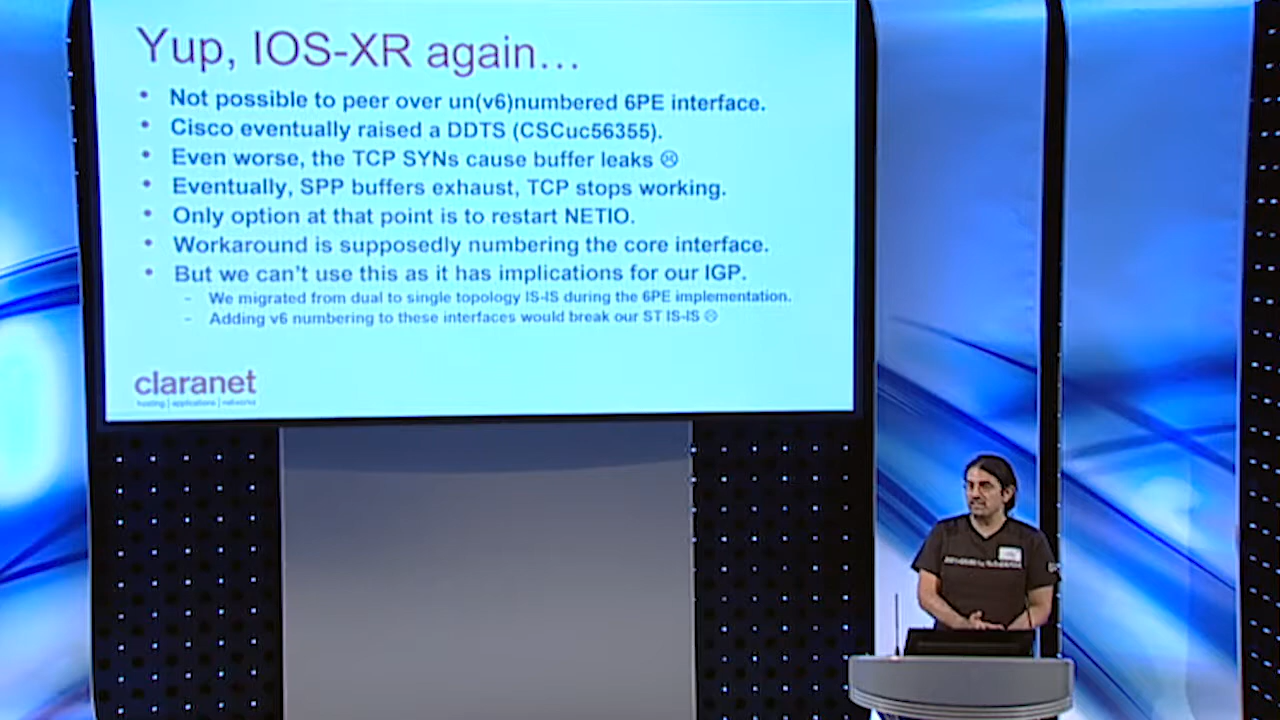 Yup, IOS-XR again…
• Not possible to peer over un(v6)numbered 6PE interface.
• Cisco eventually raised a DDTS (CSCuc56355).
• Even worse, the TCP SYNs cause buffer leaks ☹
• Eventually, SPP buffers exhaust, TCP stops working.
• Only option at that point is to restart NETIO.
• Workaround is supposedly numbering the core interface.
• But we can't use this as it has implications for our IGP.
- We migrated from dual to single topology IS-IS during the 6PE implementation.
- Adding v6 numbering to these interfaces would break our ST IS-IS ☹
claranet
hosting | applications | networks